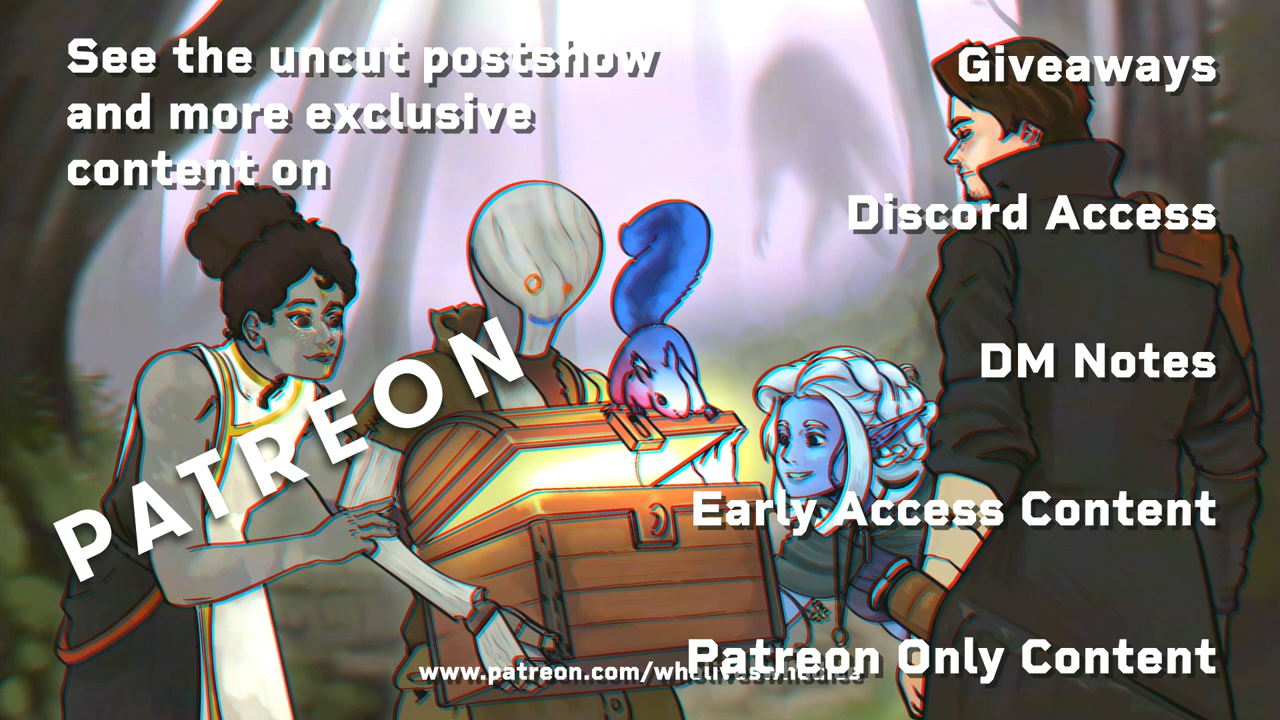 See the uncut postshow
and more exclusive
content on
PATREON
Giveaways
Discord Access
DM Notes
Early Access Content
Patreon Only Content